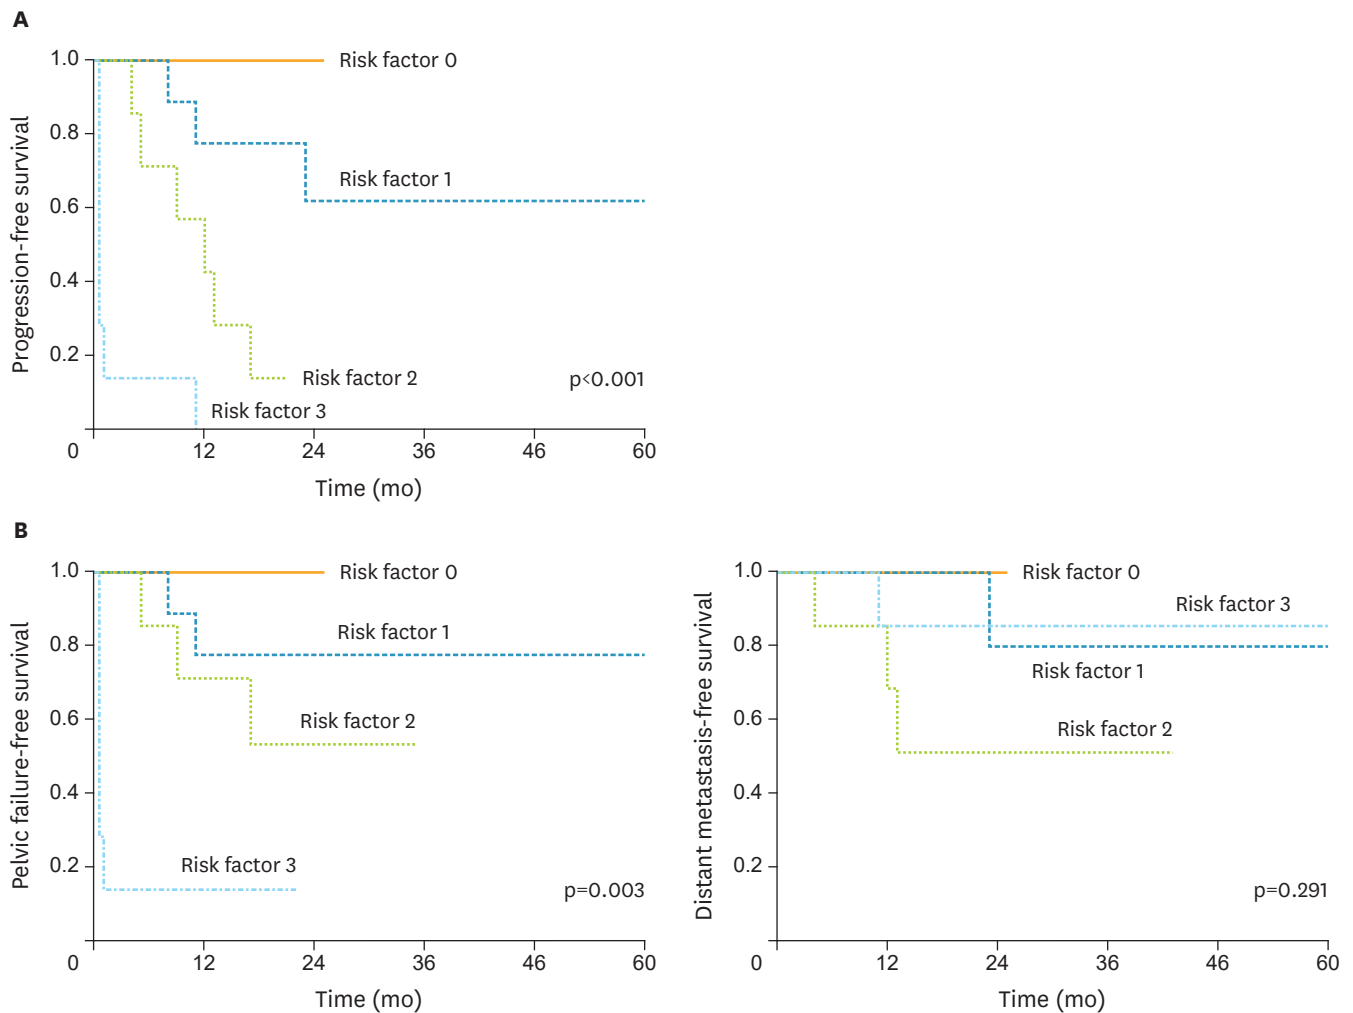 A
1.0
0.8
0.6
0.4
0.2
Progression-free survival
Risk factor 0
Risk factor 1
Risk factor 2
Risk factor 3
p<0.001
0 12 24 36 46 60
Time (mo)
B
1.0
0.8
0.6
0.4
0.2
Pelvic failure-free survival
Risk factor 0
Risk factor 1
Risk factor 2
Risk factor 3
p=0.003
0 12 24 36 46 60
Time (mo)
1.0
0.8
0.6
0.4
0.2
Distant metastasis-free survival
Risk factor 0
Risk factor 3
Risk factor 1
Risk factor 2
p=0.291
0 12 24 36 46 60
Time (mo)